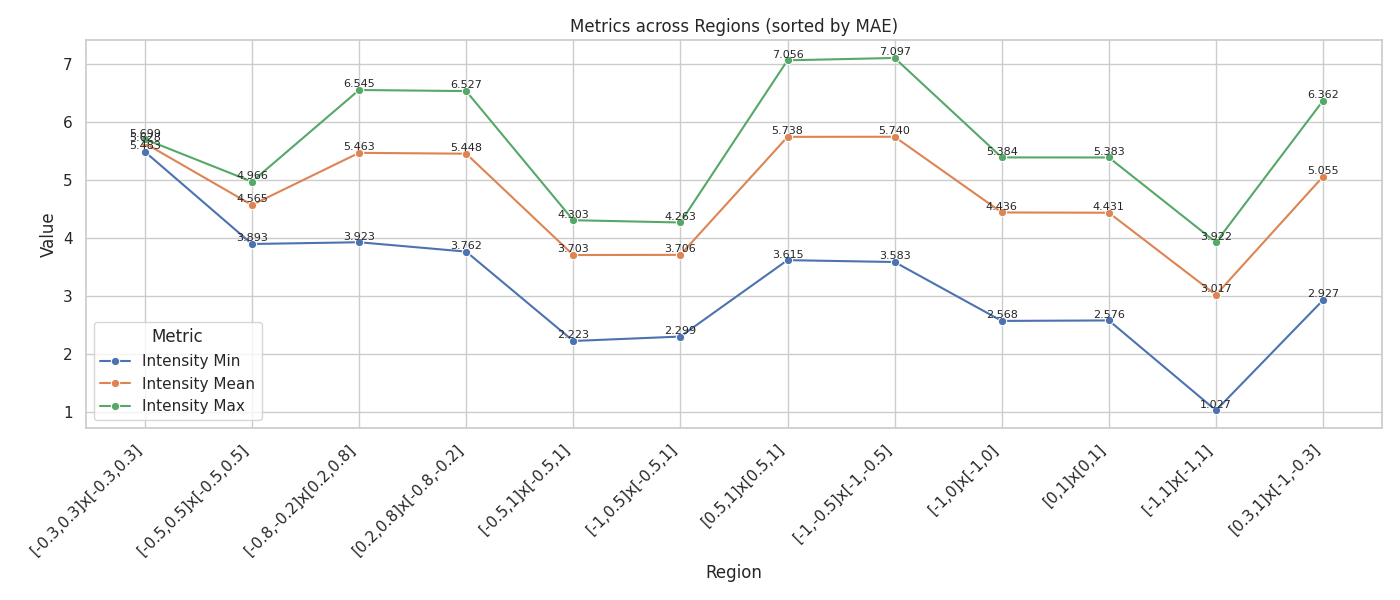 Metrics across Regions (sorted by MAE)
7
6
5
4
3
2
1
Value
5.699
5.483
4.966
4.565
3.893
6.545
5.463
3.923
6.527
5.448
3.762
4.303
3.703
2.223
4.263
3.706
2.299
7.056
5.738
3.615
7.097
5.740
3.583
5.384
4.436
2.568
5.383
4.431
2.576
3.922
3.017
1.027
6.362
5.055
2.927
Metric
Intensity Min
Intensity Mean
Intensity Max
[-0.3,0.3]x[-0.3,0.3]
[-0.5,0.5]x[-0.5,0.5]
[-0.8,-0.2]x[0.2,0.8]
[0.2,0.8]x[-0.8,-0.2]
[-0.5,1]x[-0.5,1]
[-1,0.5]x[-0.5,1]
[0.5,1]x[0.5,1]
[-1,-0.5]x[-1,-0.5]
[-1,0]x[-1,0]
[0,1]x[0,1]
[-1,1]x[-1,1]
[0.3,1]x[-1,-0.3]
Region